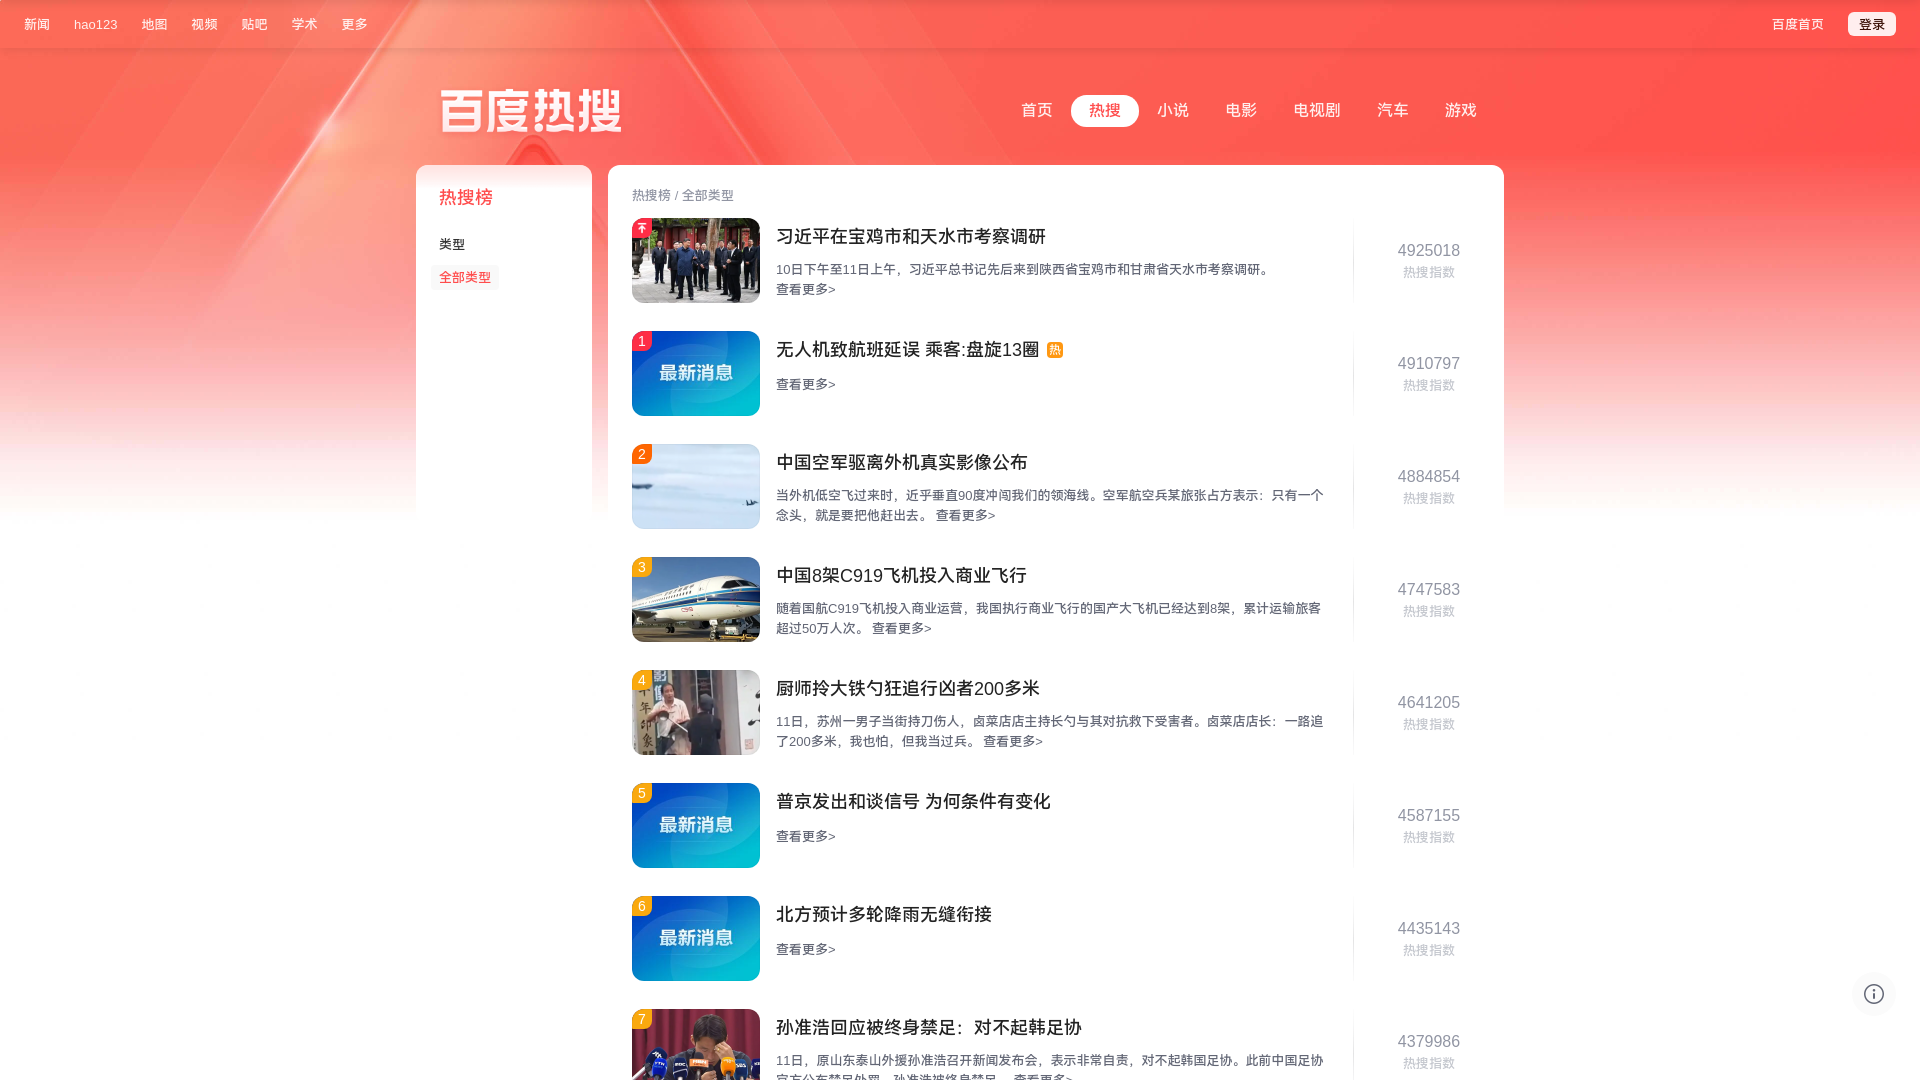 新闻 hao123 地图 视频 贴吧 学术 更多 百度首页 登录
百度热搜
首页 热搜 小说 电影 电视剧 汽车 游戏
热搜榜
类型
全部类型
热搜榜 / 全部类型
习近平在宝鸡市和天水市考察调研
10日下午至11日上午，习近平总书记先后来到陕西省宝鸡市和甘肃省天水市考察调研。
查看更多>
4925018
热搜指数
1
最新消息
无人机致航班延误 乘客:盘旋13圈 热
查看更多>
4910797
热搜指数
2
中国空军驱离外机真实影像公布
当外机低空飞过来时，近乎垂直90度冲闯我们的领海线。空军航空兵某旅张占方表示：只有一个
念头，就是要把他赶出去。 查看更多>
4884854
热搜指数
3
中国8架C919飞机投入商业飞行
随着国航C919飞机投入商业运营，我国执行商业飞行的国产大飞机已经达到8架，累计运输旅客
超过50万人次。 查看更多>
4747583
热搜指数
4
厨师拎大铁勺狂追行凶者200多米
11日，苏州一男子当街持刀伤人，卤菜店店主持长勺与其对抗救下受害者。卤菜店店长：一路追
了200多米，我也怕，但我当过兵。 查看更多>
4641205
热搜指数
5
最新消息
普京发出和谈信号 为何条件有变化
查看更多>
4587155
热搜指数
6
最新消息
北方预计多轮降雨无缝衔接
查看更多>
4435143
热搜指数
7
孙准浩回应被终身禁足：对不起韩足协
11日，原山东泰山外援孙准浩召开新闻发布会，表示非常自责，对不起韩国足协。此前中国足协
官方公布禁足处罚，孙准浩被终身禁足。 查看更多>
4379986
热搜指数